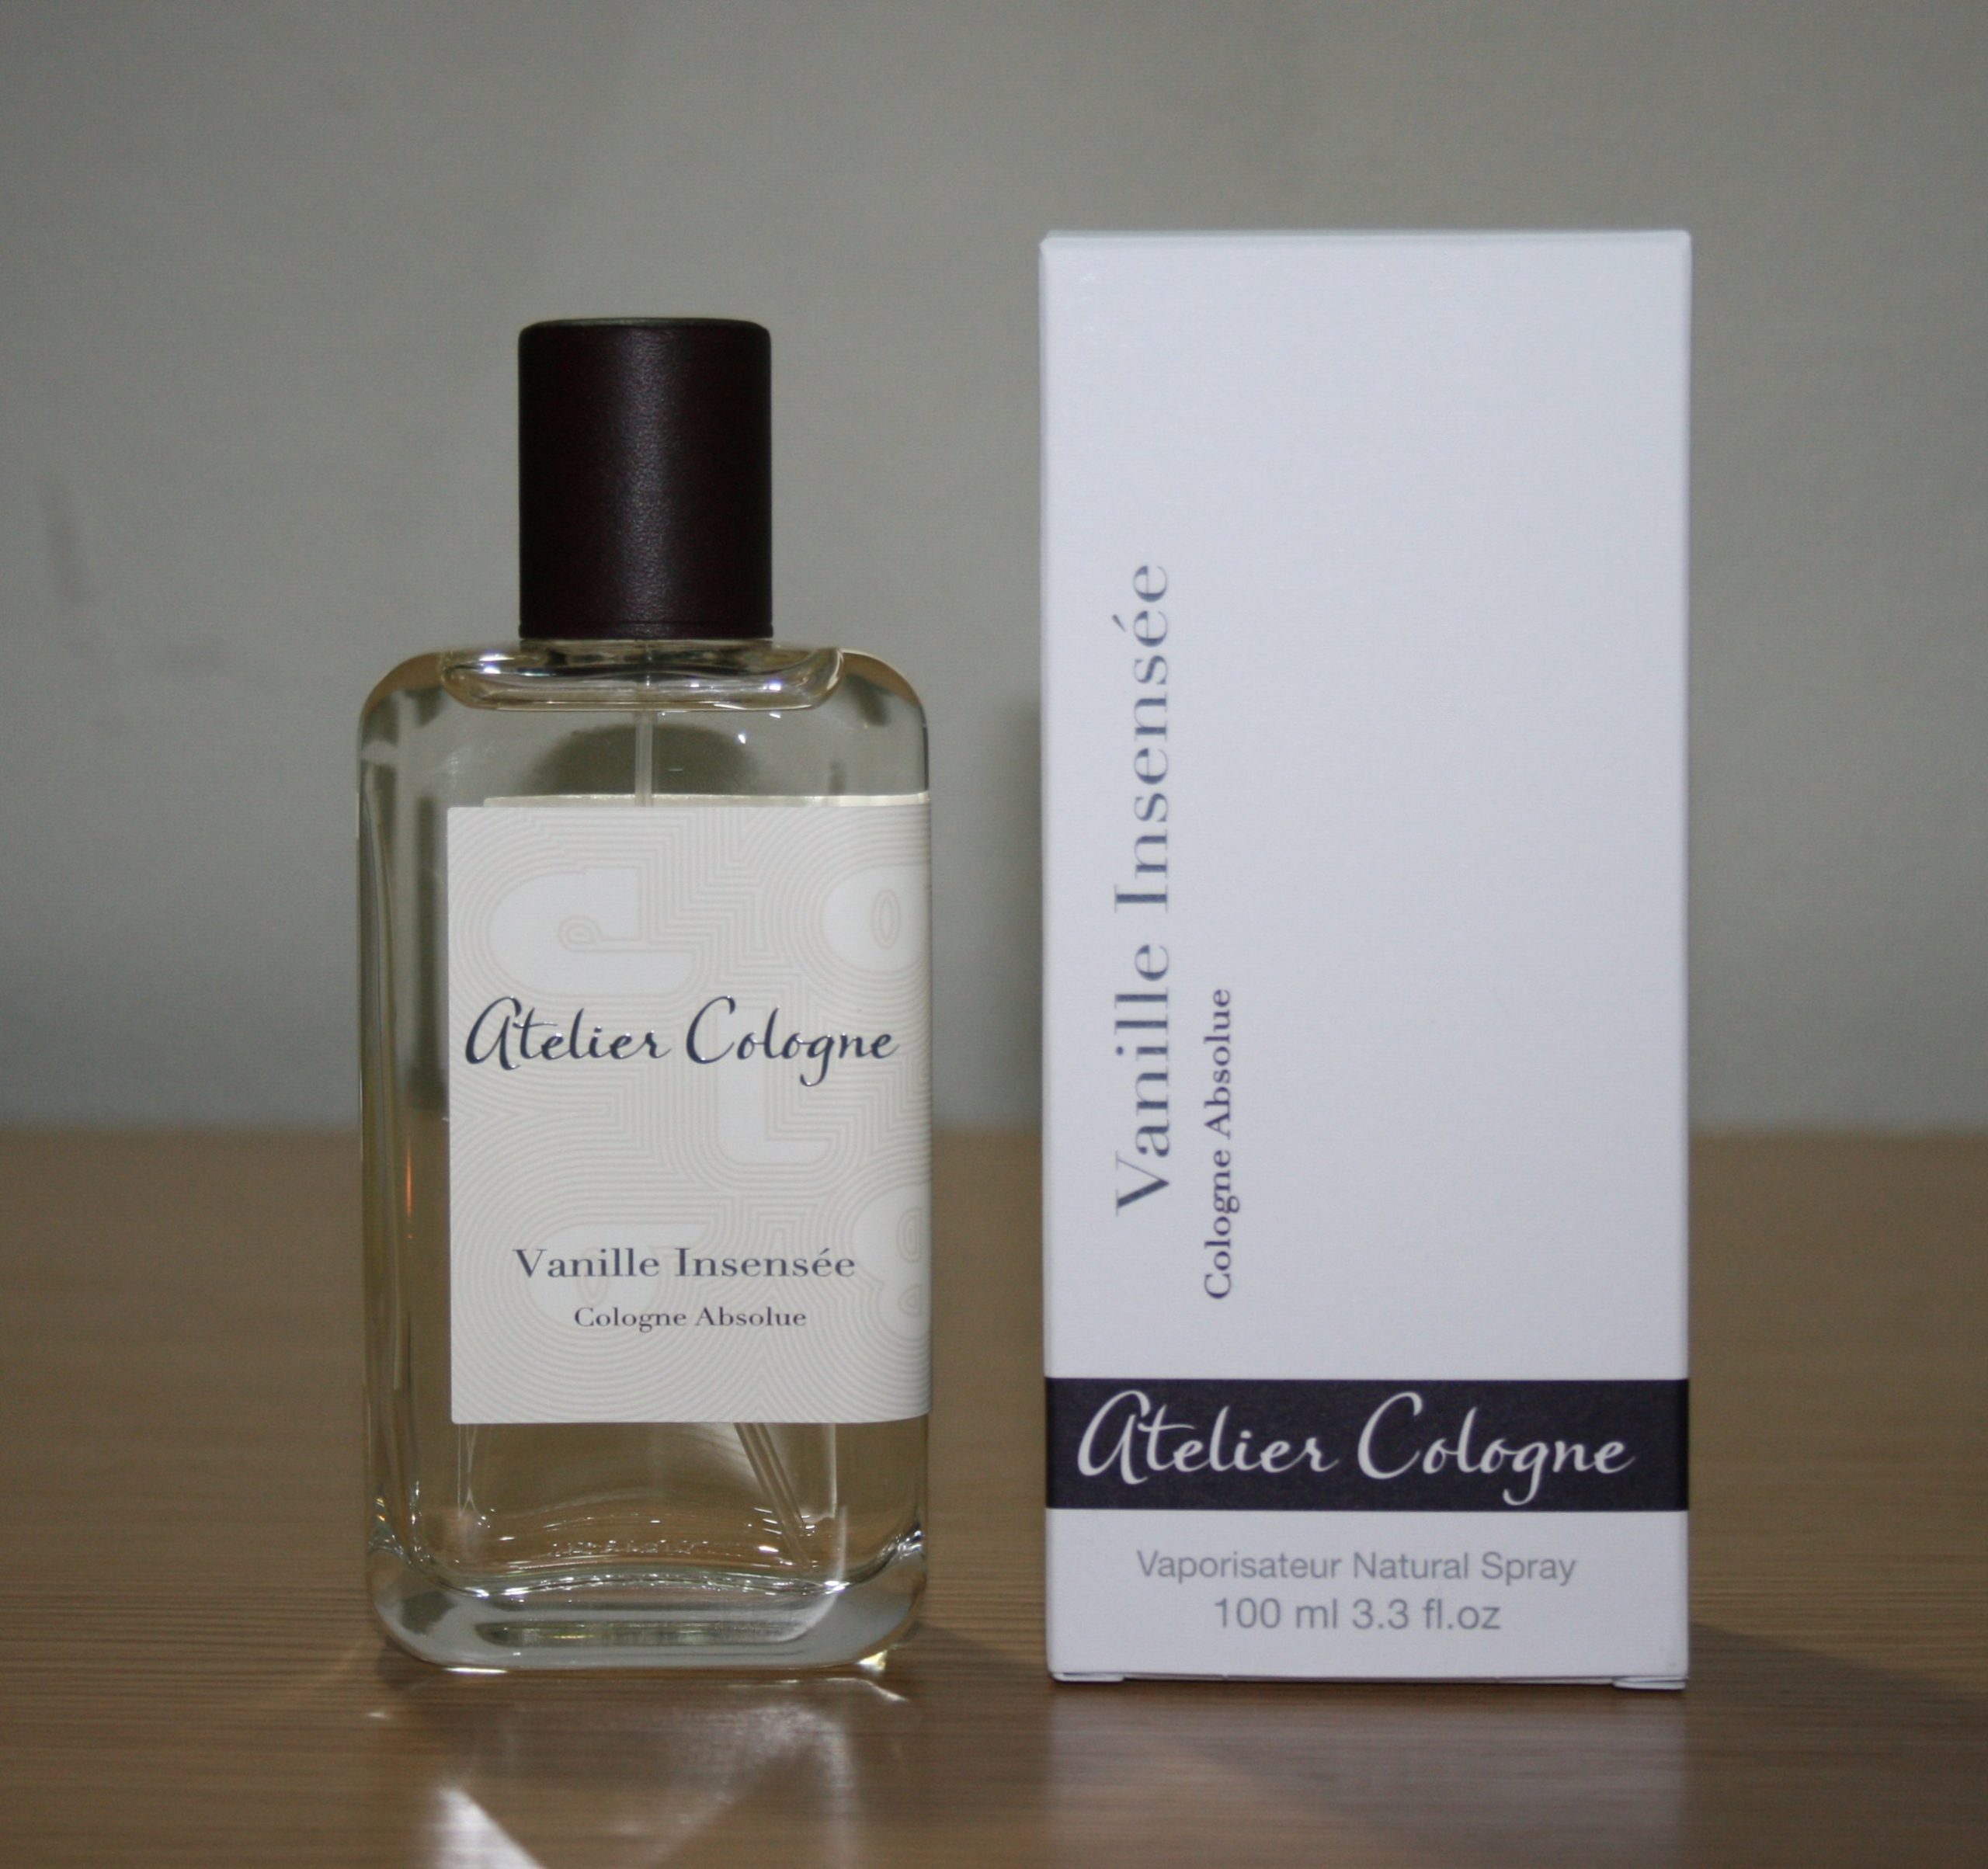 Atelier Cologne
Vanille Insensée
Cologne Absolue
Vanille Insensée
Cologne Absolue
Atelier Cologne
Vaporisateur Natural Spray
100 ml 3.3 fl.oz